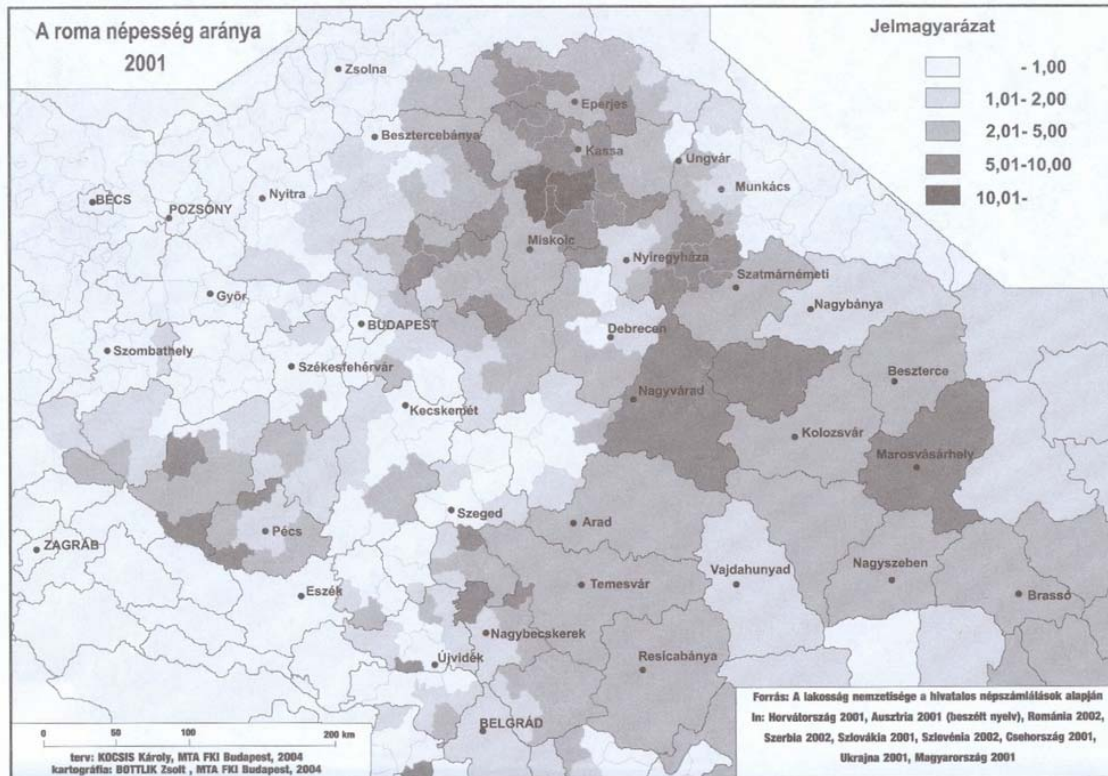 A roma népesség aránya
2001
Jelmagyarázat
- 1,00
1,01- 2,00
2,01- 5,00
5,01-10,00
10,01-
Zsolna
Eperjes
Besztercebánya
Kassa
Ungvár
Munkács
BÉCS
POZSONY
Nyitra
Miskolc
Nyíregyháza
Szatmárnémeti
Nagybánya
Győr
BUDAPEST
Debrecen
Szombathely
Székesfehérvár
Beszterce
Nagyvárad
Kecskemét
Kolozsvár
Marosvásárhely
Szeged
Arad
Pécs
ZAGRÁB
Nagyszeben
Temesvár
Vajdahunyad
Brassó
Eszék
Nagybecskerek
Újvidék
Resicabánya
BELGRÁD
0 50 100 200 km
terv: KOCSIS Károly, MTA FKI Budapest, 2004
kartográfia: BOTTLIK Zsolt , MTA FKI Budapest, 2004
Forrás: A lakosság nemzetisége a hivatalos népszámlálások alapján
In: Horvátország 2001, Ausztria 2001 (beszélt nyelv), Románia 2002,
Szerbia 2002, Szlovákia 2001, Szlovénia 2002, Csehország 2001,
Ukrajna 2001, Magyarország 2001